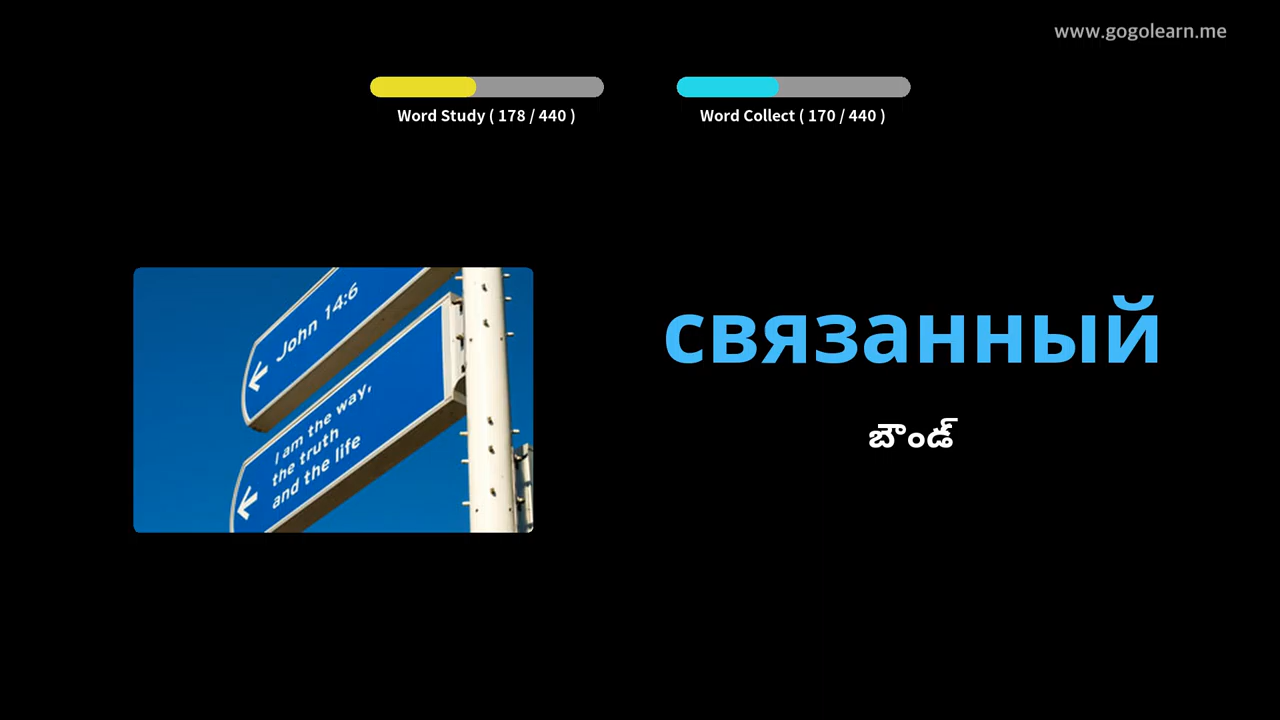 www.gogolearn.me
Word Study ( 178 / 440 )
Word Collect ( 170 / 440 )
John 14:6
I am the way,
the truth
and the life
связанный
బౌండ్